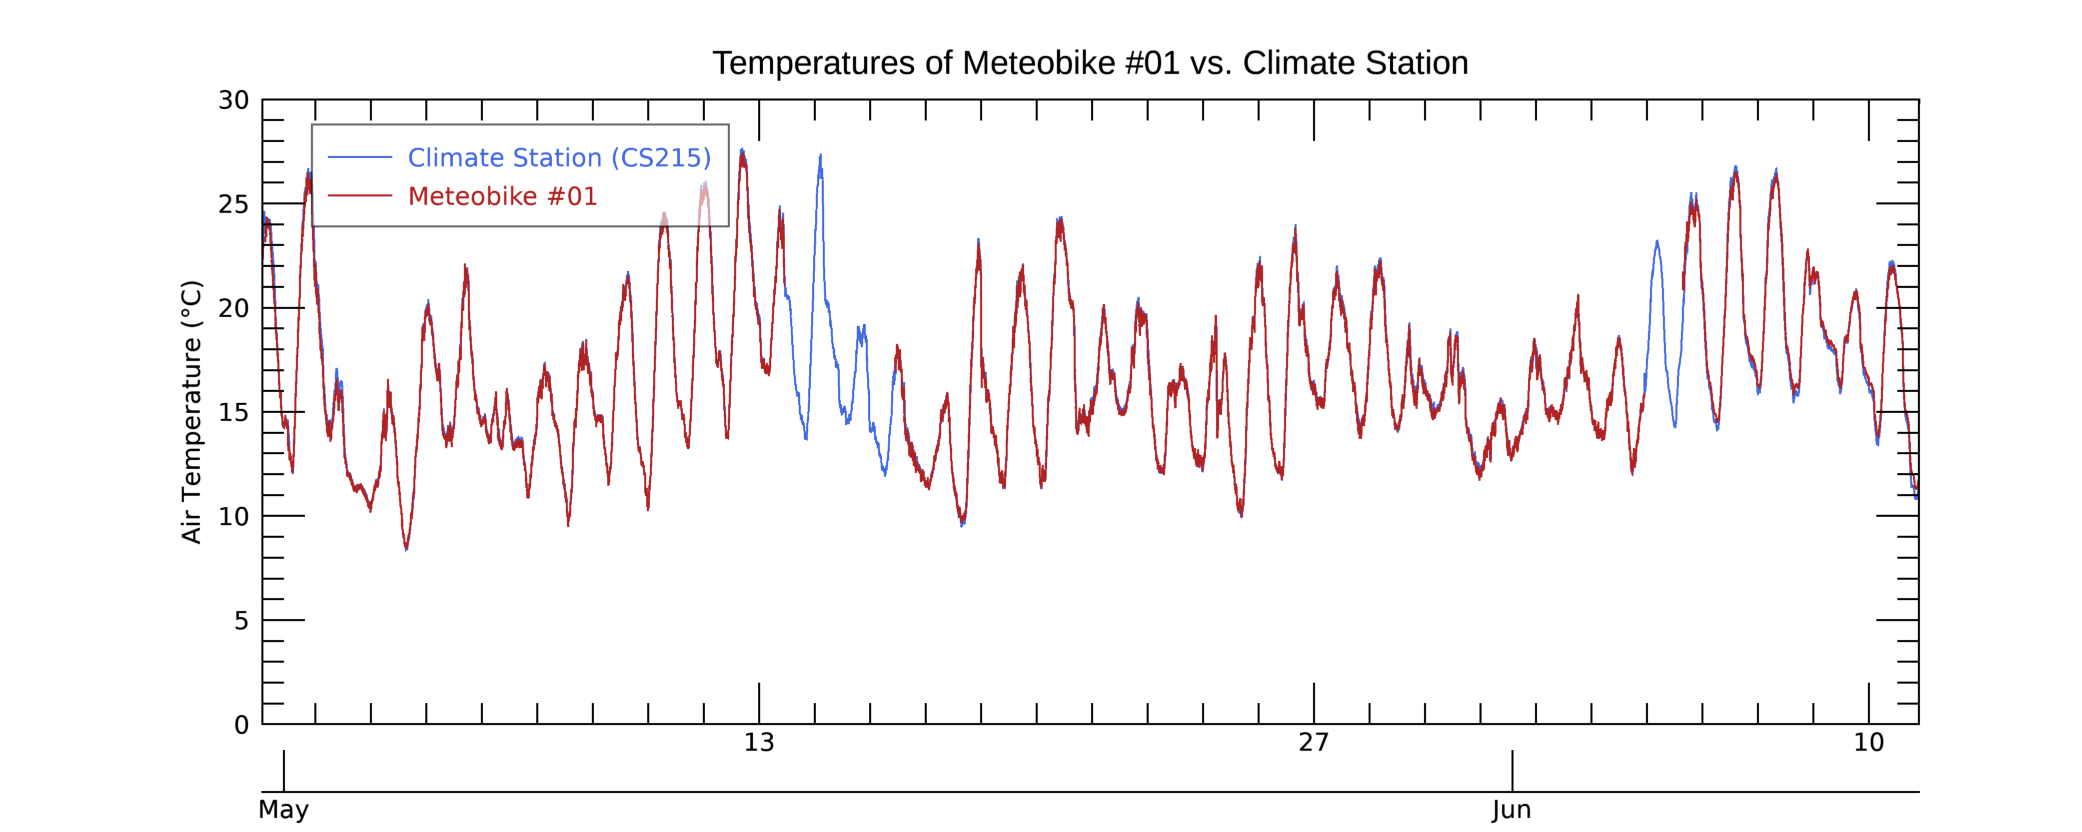 Temperatures of Meteobike #01 vs. Climate Station
Climate Station (CS215)
Meteobike #01
Air Temperature (°C)
30
25
20
15
10
5
0
13
27
10
May
Jun